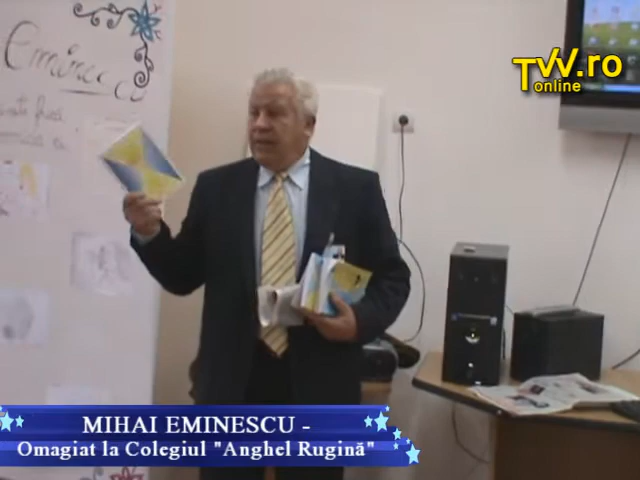 Eminescu
TVV.ro
online
MIHAI EMINESCU -
Omagiat la Colegiul "Anghel Rugină"